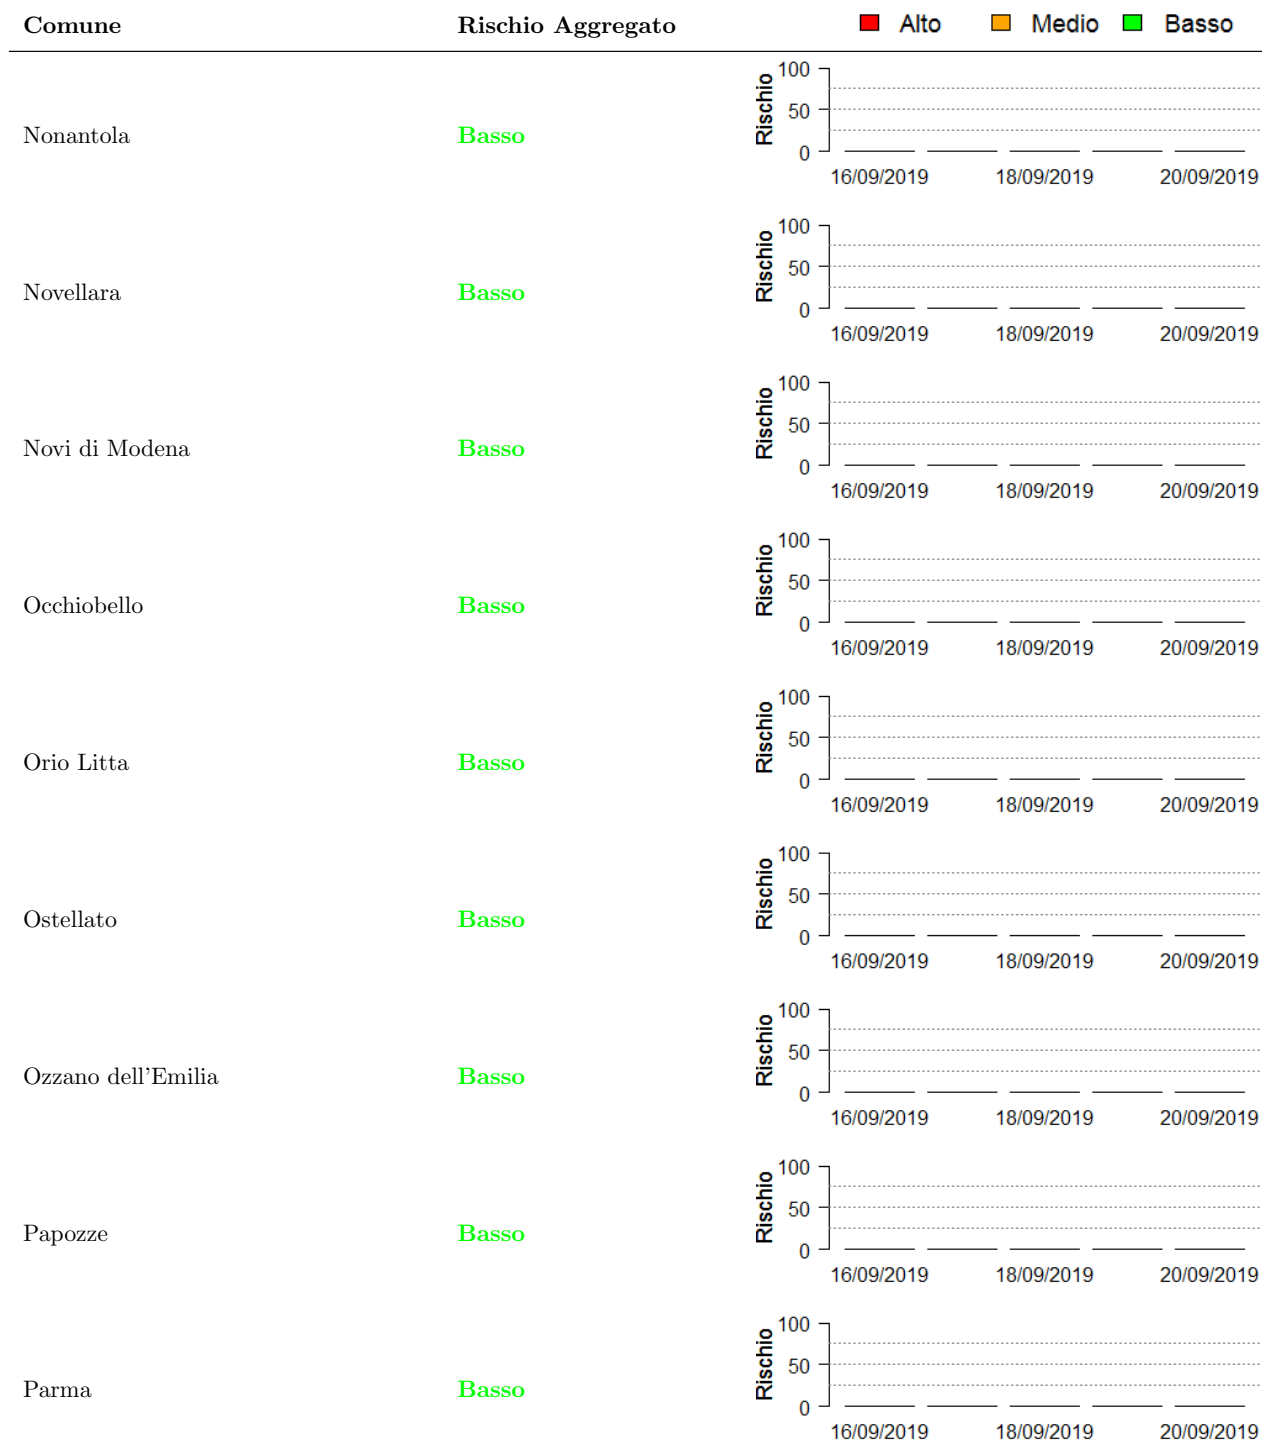 Comune Rischio Aggregato Alto Medio Basso
100
50
0
Rischio
Nonantola Basso
16/09/2019 18/09/2019 20/09/2019
100
50
0
Rischio
Novellara Basso
16/09/2019 18/09/2019 20/09/2019
100
50
0
Rischio
Novi di Modena Basso
16/09/2019 18/09/2019 20/09/2019
100
50
0
Rischio
Occhiobello Basso
16/09/2019 18/09/2019 20/09/2019
100
50
0
Rischio
Orio Litta Basso
16/09/2019 18/09/2019 20/09/2019
100
50
0
Rischio
Ostellato Basso
16/09/2019 18/09/2019 20/09/2019
100
50
0
Rischio
Ozzano dell'Emilia Basso
16/09/2019 18/09/2019 20/09/2019
100
50
0
Rischio
Papozze Basso
16/09/2019 18/09/2019 20/09/2019
100
50
0
Rischio
Parma Basso
16/09/2019 18/09/2019 20/09/2019